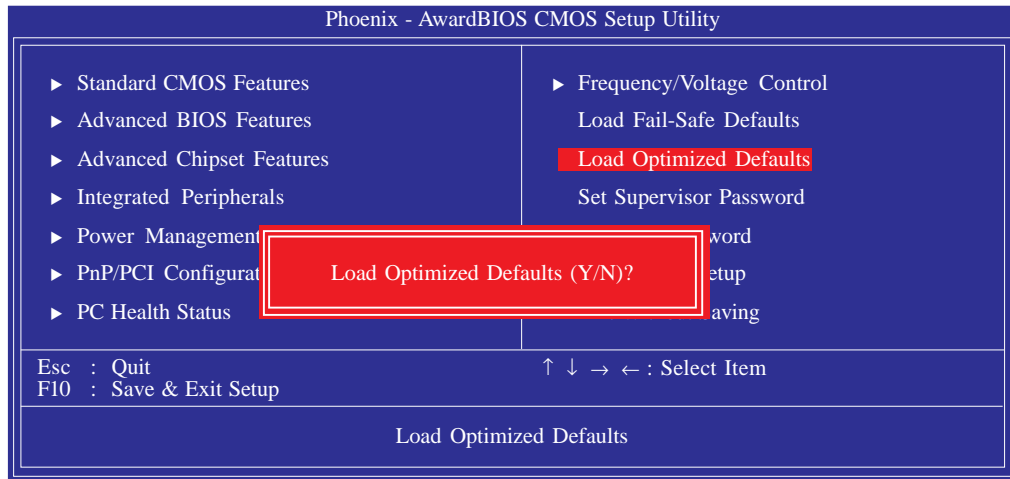 Phoenix - AwardBIOS CMOS Setup Utility
► Standard CMOS Features
► Advanced BIOS Features
► Advanced Chipset Features
► Integrated Peripherals
► Power Management
► PnP/PCI Configurat
► PC Health Status
► Frequency/Voltage Control
Load Fail-Safe Defaults
Load Optimized Defaults
Set Supervisor Password
word
etup
aving
Load Optimized Defaults (Y/N)?
Esc : Quit
F10 : Save & Exit Setup
↑ ↓ → ← : Select Item
Load Optimized Defaults